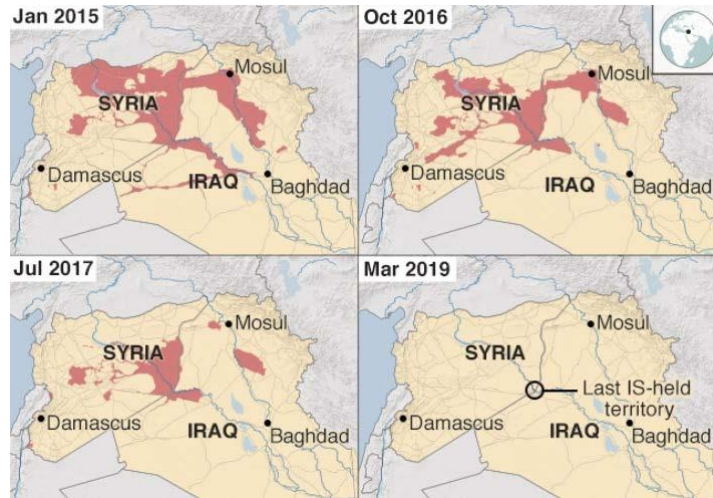 Jan 2015
Mosul
SYRIA
Damascus
IRAQ
Baghdad
Oct 2016
Mosul
SYRIA
Damascus
IRAQ
Baghdad
Jul 2017
Mosul
SYRIA
Damascus
IRAQ
Baghdad
Mar 2019
Mosul
SYRIA
Last IS-held
territory
Damascus
IRAQ
Baghdad